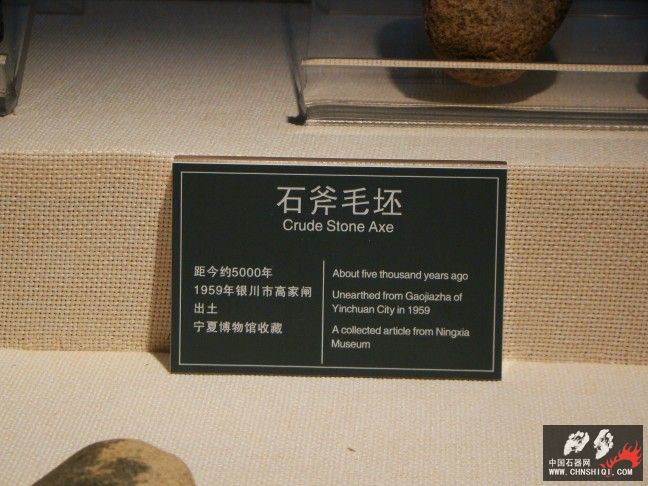 石斧毛坯
Crude Stone Axe
距今约5000年
1959年银川市高家闸
出土
宁夏博物馆收藏
About five thousand years ago
Unearthed from Gaojiazha of
Yinchuan City in 1959
A collected article from Ningxia
Museum
中国石器网
WWW.CHNSHIQI.COM